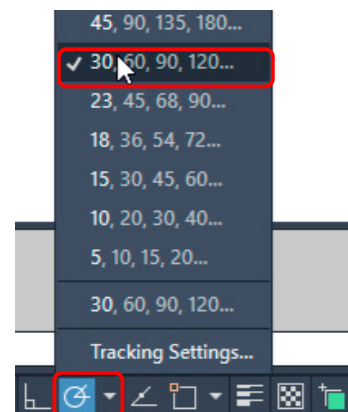 45, 90, 135, 180...
30, 60, 90, 120...
23, 45, 68, 90...
18, 36, 54, 72...
15, 30, 45, 60...
10, 20, 30, 40...
5, 10, 15, 20...
30, 60, 90, 120...
Tracking Settings...